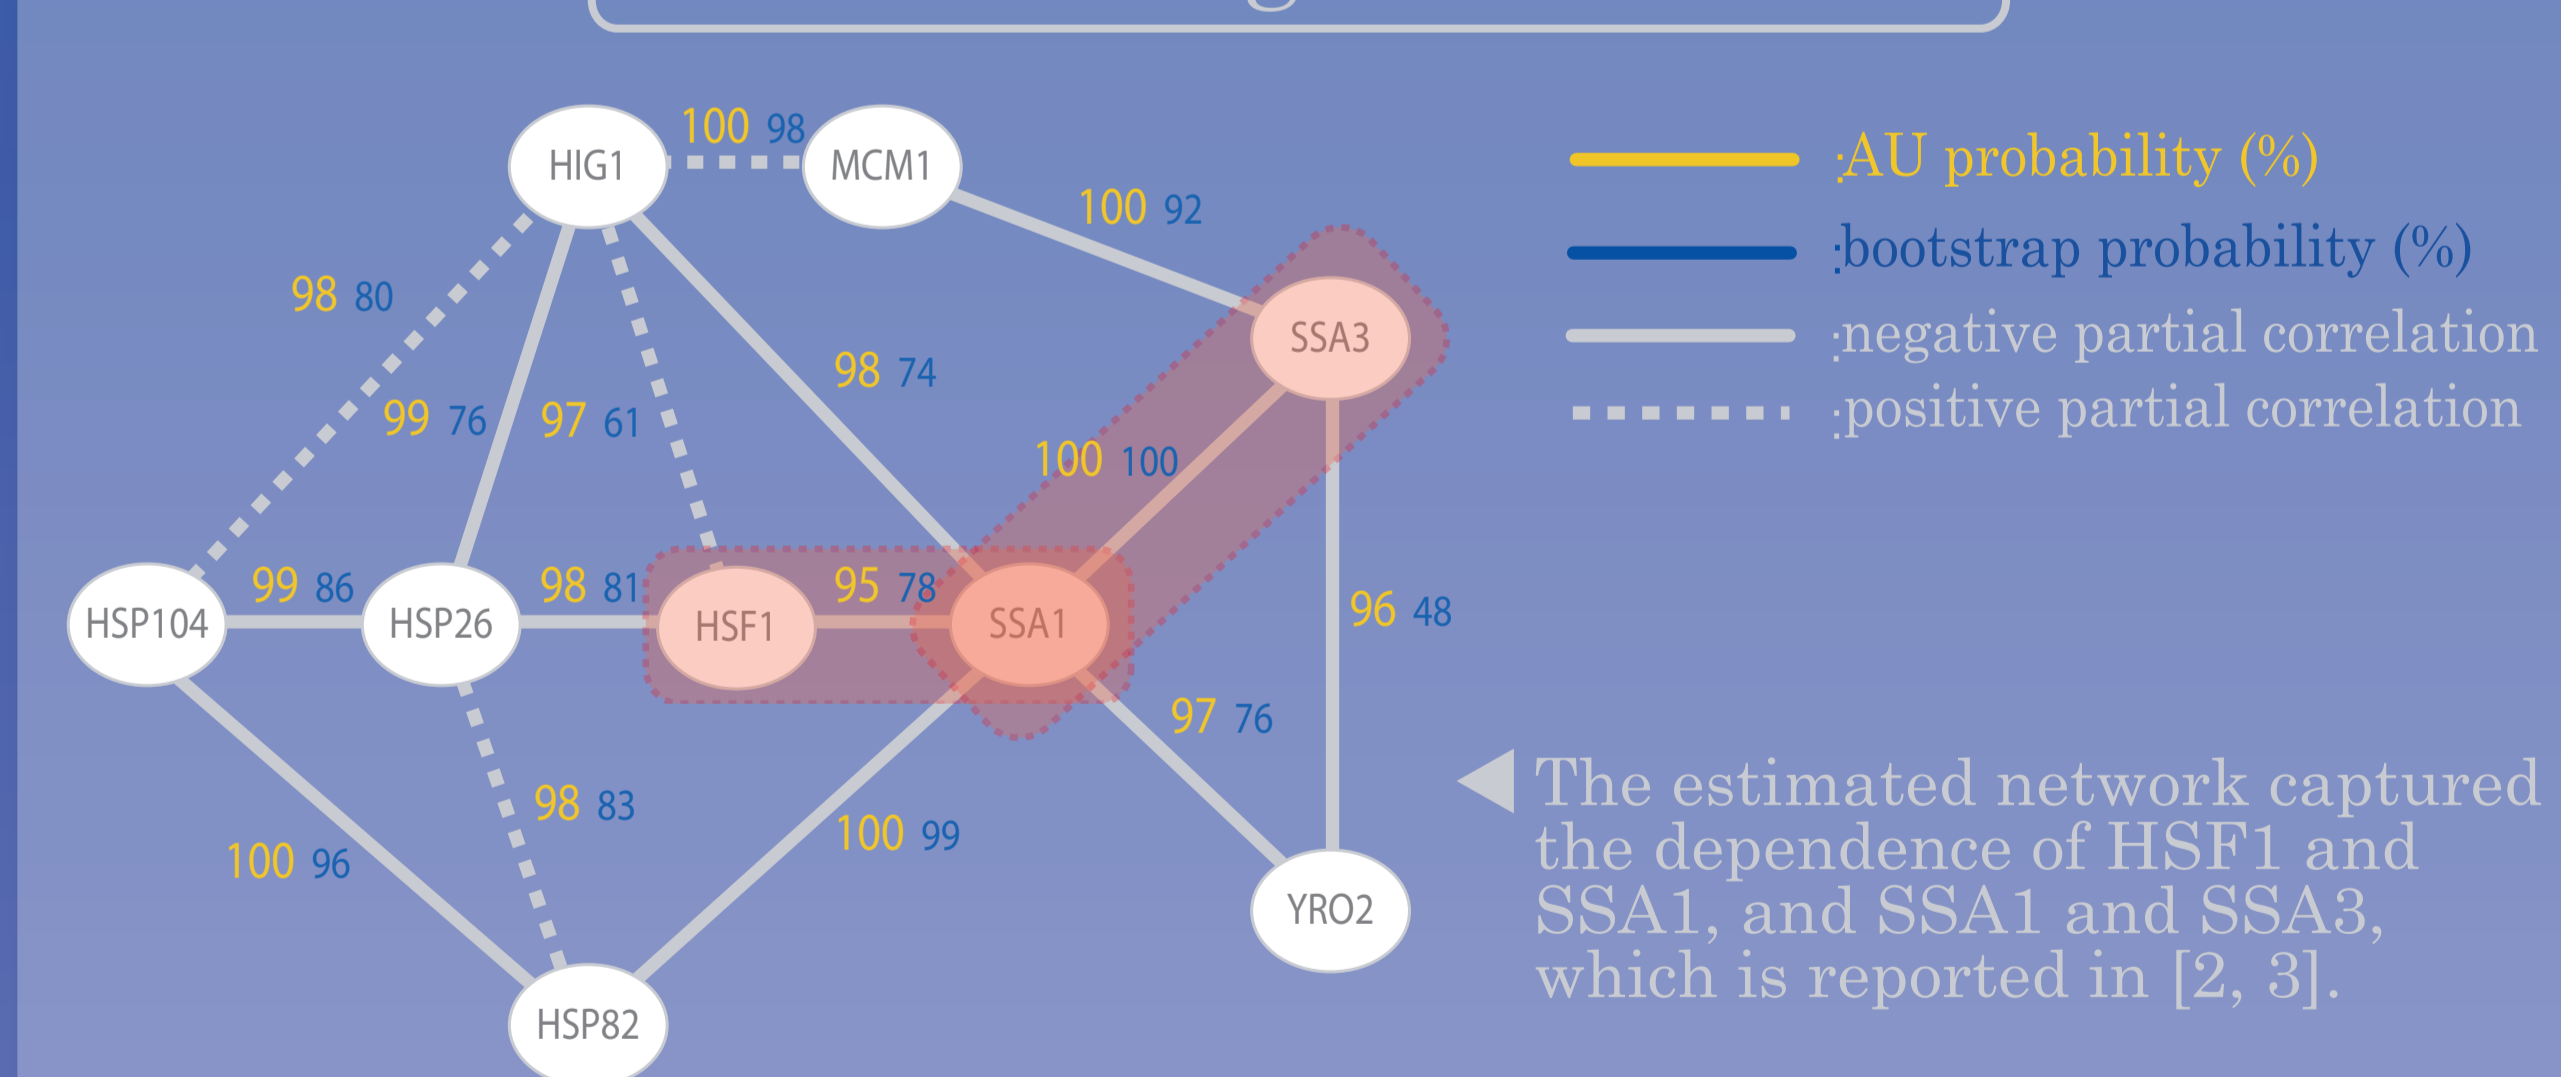 100 98
HIG1
MCM1
:AU probability (%)
100 92
:bootstrap probability (%)
98 80
:negative partial correlation
SSA3
98 74
:positive partial correlation
99 76
97 61
100 100
99 86
98 81
95 78
HSP104
HSP26
HSF1
SSA1
96 48
97 76
98 83
100 99
100 96
YRO2
HSP82
The estimated network captured
the dependence of HSF1 and
SSA1, and SSA1 and SSA3,
which is reported in [2, 3].